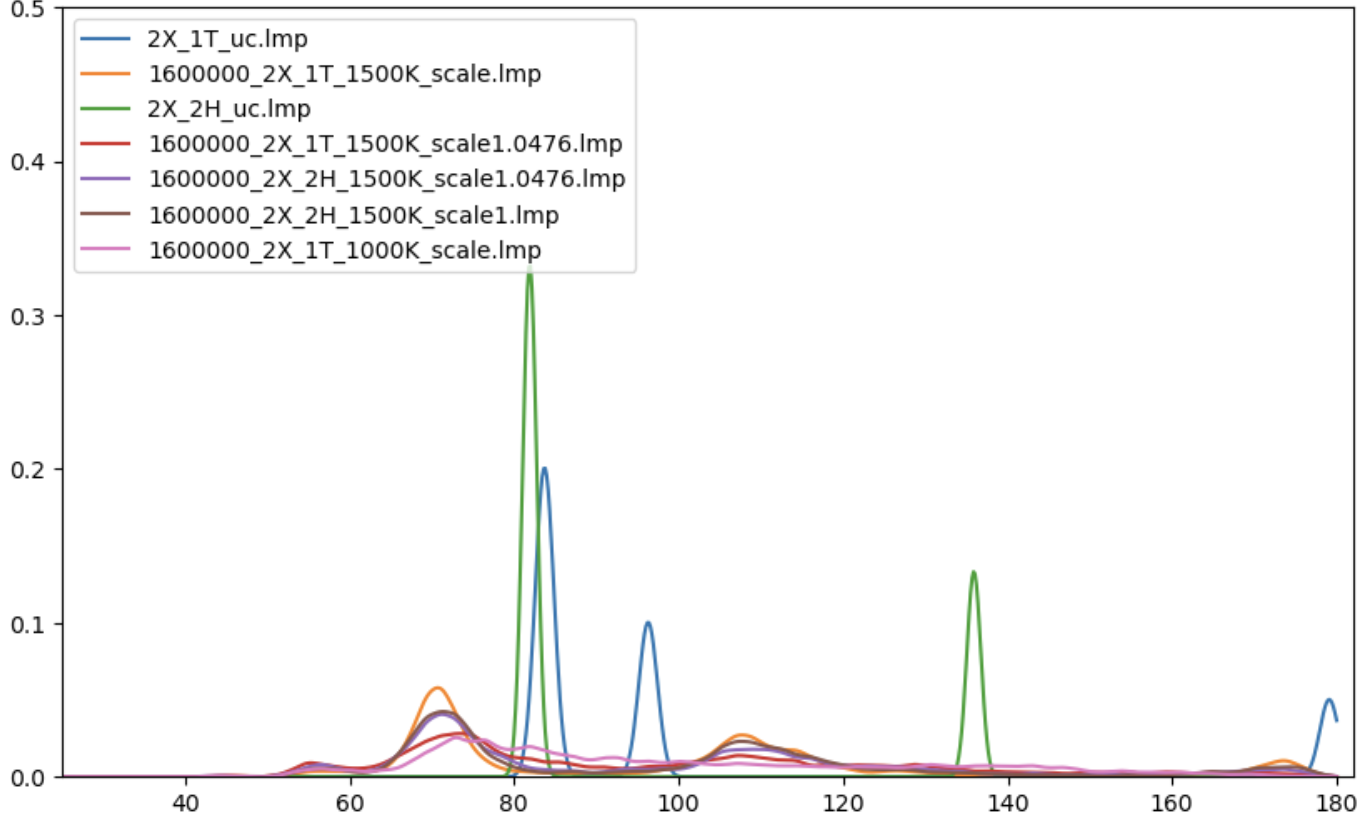 0.5
0.4
0.3
0.2
0.1
0.0
2X_1T_uc.lmp
1600000_2X_1T_1500K_scale.lmp
2X_2H_uc.lmp
1600000_2X_1T_1500K_scale1.0476.lmp
1600000_2X_2H_1500K_scale1.0476.lmp
1600000_2X_2H_1500K_scale1.lmp
1600000_2X_1T_1000K_scale.lmp
40 60 80 100 120 140 160 180